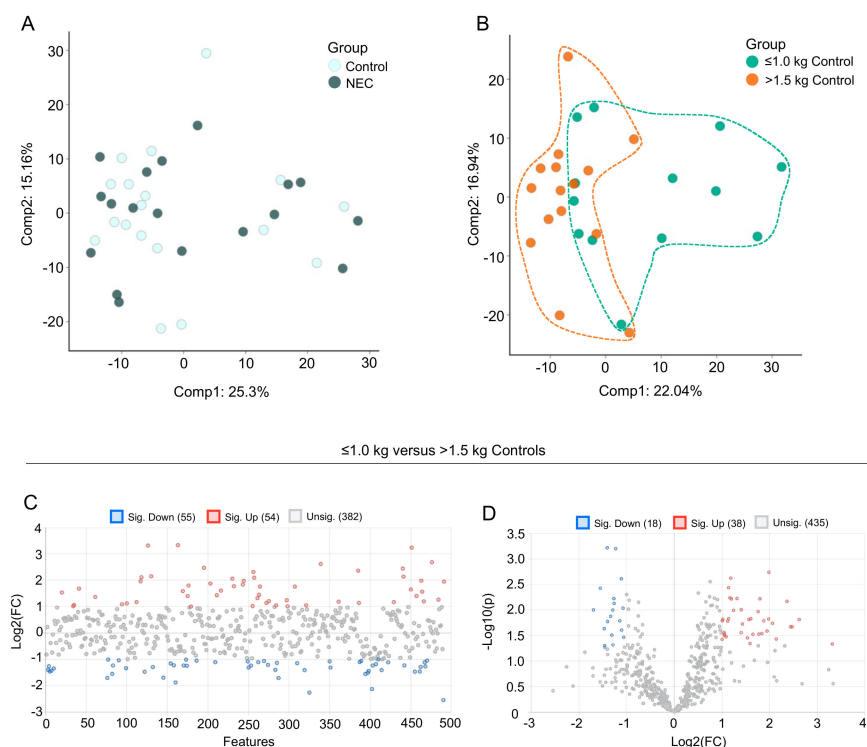 A
Group
Control
NEC
30
20
10
0
-10
-20
Comp2: 15.16%
-10
0
10
20
30
Comp1: 25.3%
B
Group
≤1.0 kg Control
>1.5 kg Control
20
10
0
-10
-20
Comp2: 16.94%
-10
0
10
20
30
Comp1: 22.04%
≤1.0 kg versus >1.5 kg Controls
C
Sig. Down (55)
Sig. Up (54)
Unsig. (382)
4
3
2
1
0
-1
-2
-3
Log2(FC)
0
50
100
150
200
250
300
350
400
450
500
Features
D
Sig. Down (18)
Sig. Up (38)
Unsig. (435)
3.5
3.0
2.5
2.0
1.5
1.0
0.5
0
-Log10(p)
-3
-2
-1
0
1
2
3
4
Log2(FC)